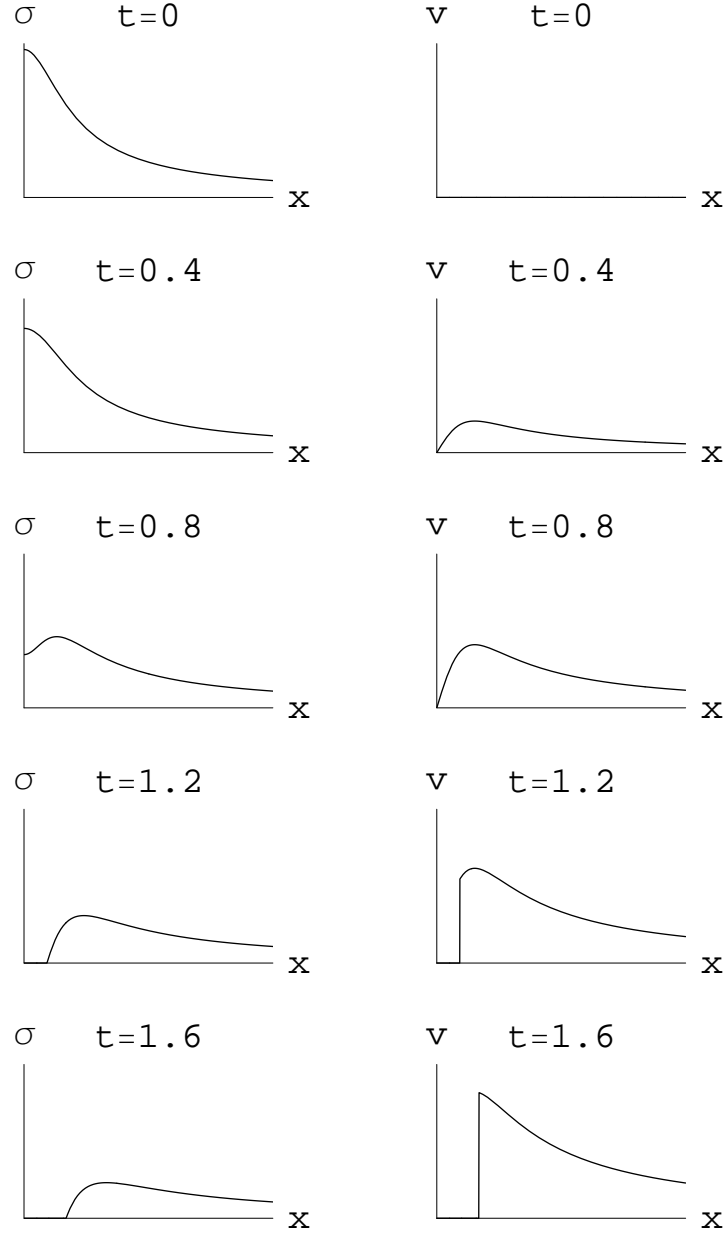 σ t=0 v t=0
x x
σ t=0.4 v t=0.4
x x
σ t=0.8 v t=0.8
x x
σ t=1.2 v t=1.2
x x
σ t=1.6 v t=1.6
x x